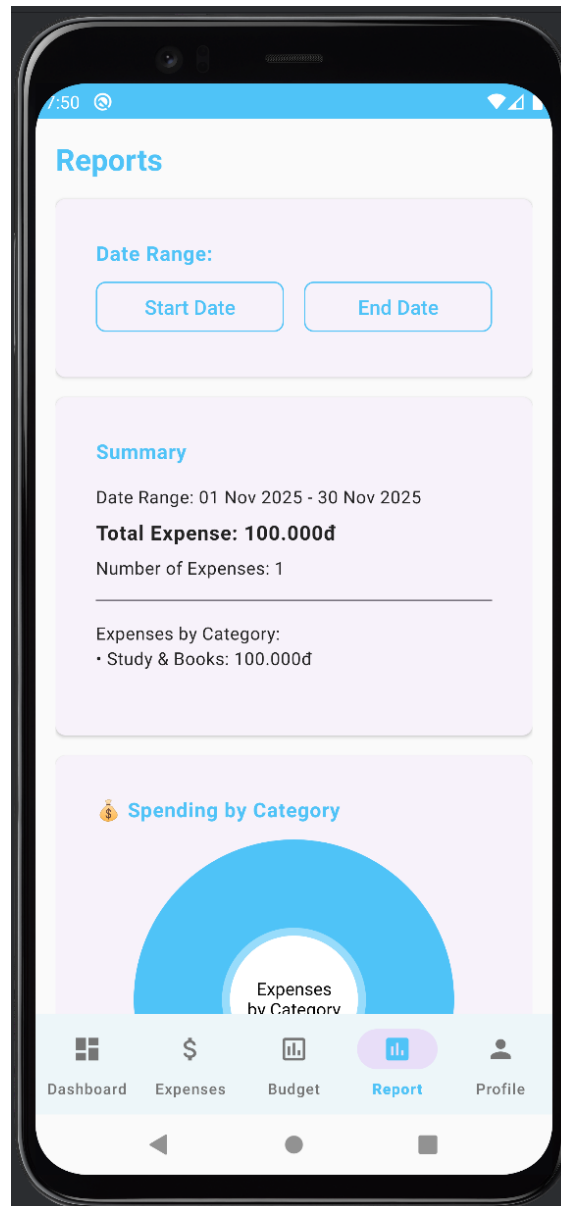 7:50
Reports
Date Range:
Start Date End Date
Summary
Date Range: 01 Nov 2025 - 30 Nov 2025
Total Expense: 100.000đ
Number of Expenses: 1
Expenses by Category:
• Study & Books: 100.000đ
Spending by Category
Expenses
by Category
Dashboard Expenses Budget Report Profile